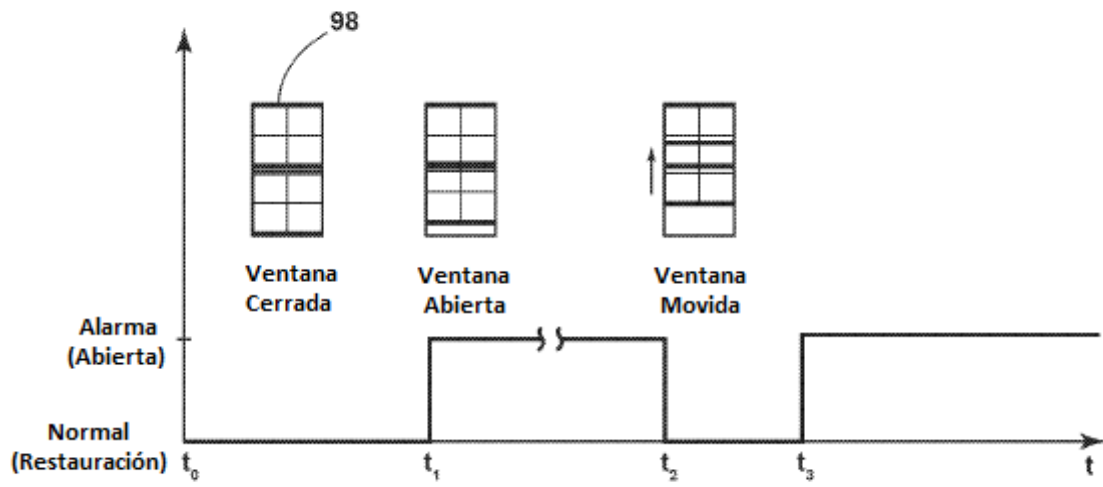 98
Ventana
Cerrada
Ventana
Abierta
Ventana
Movida
Alarma
(Abierta)
Normal
(Restauración)
t₀
t₁
t₂
t₃
t